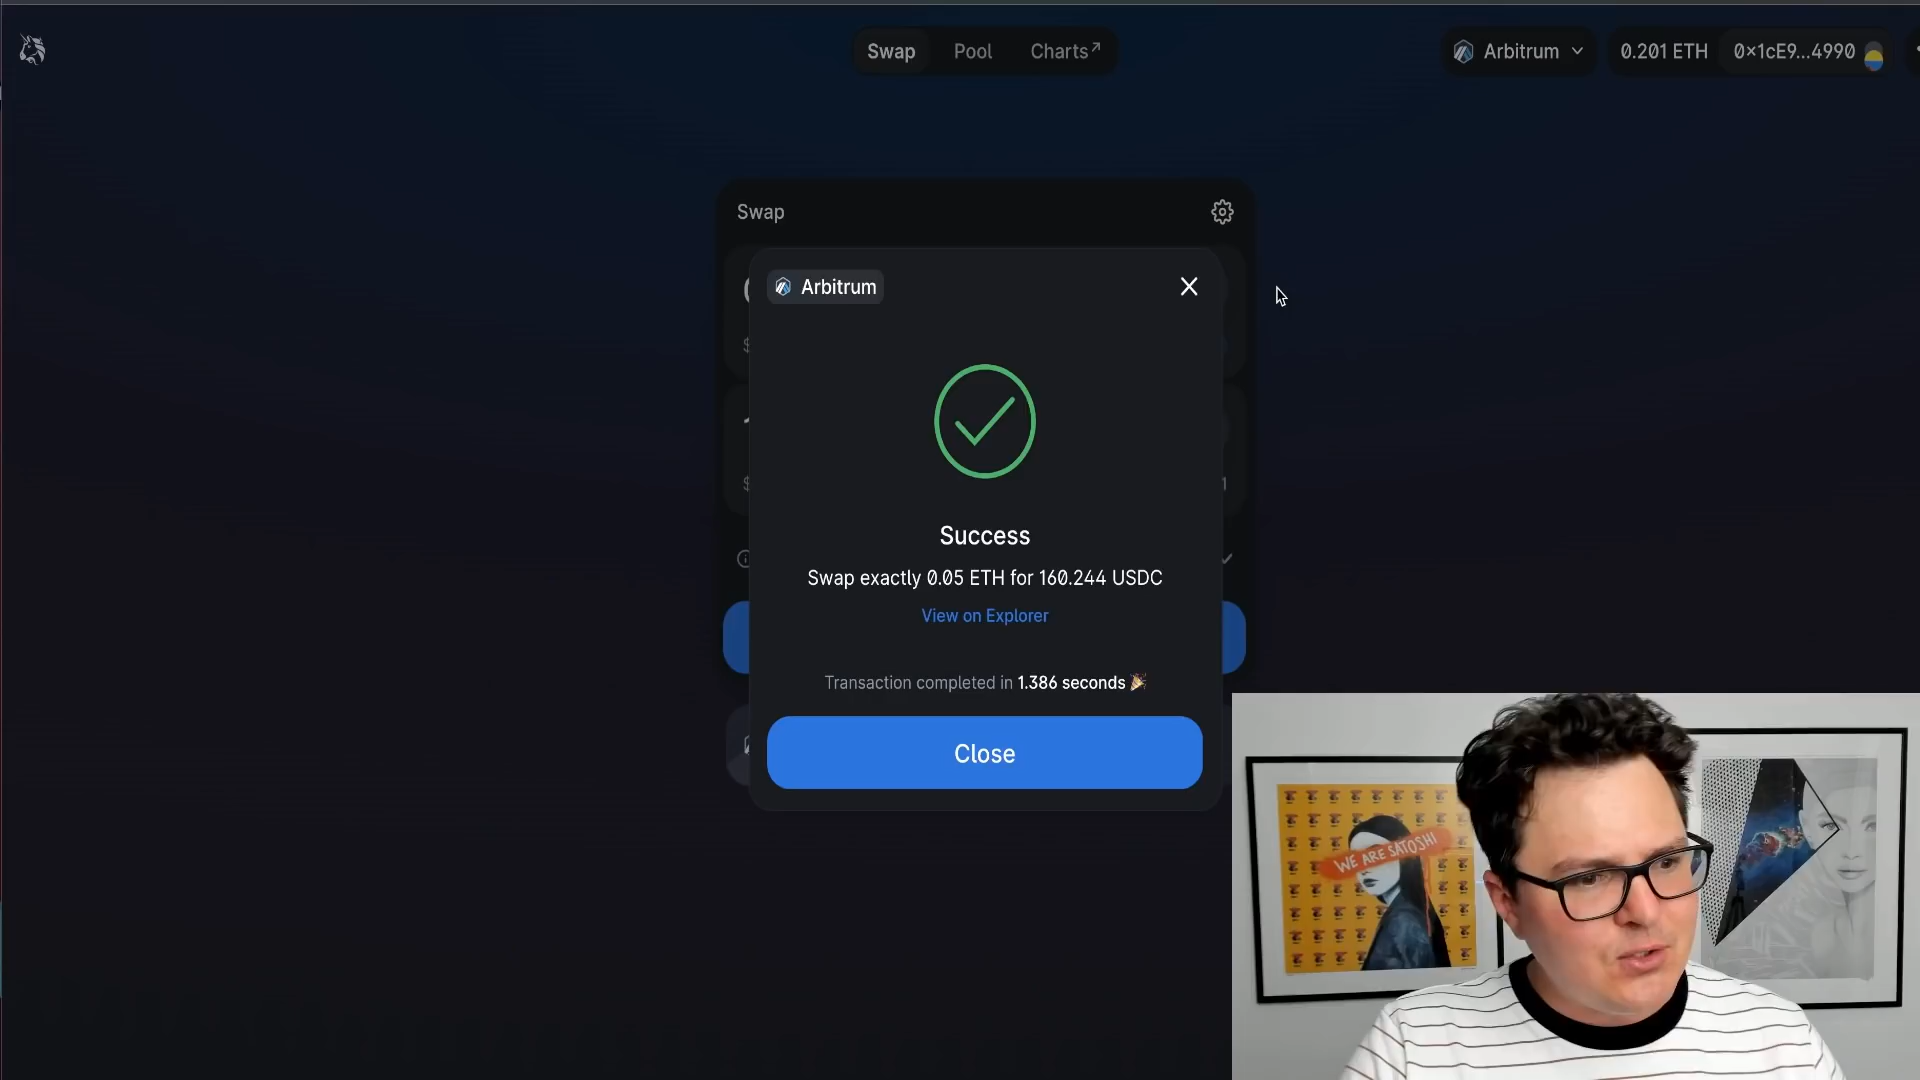 Swap Pool Charts↗ Arbitrum 0.201 ETH 0x1cE9...4990
Swap
Arbitrum
Success
Swap exactly 0.05 ETH for 160.244 USDC
View on Explorer
Transaction completed in 1.386 seconds 🎉
Close
WE ARE SATOSHI